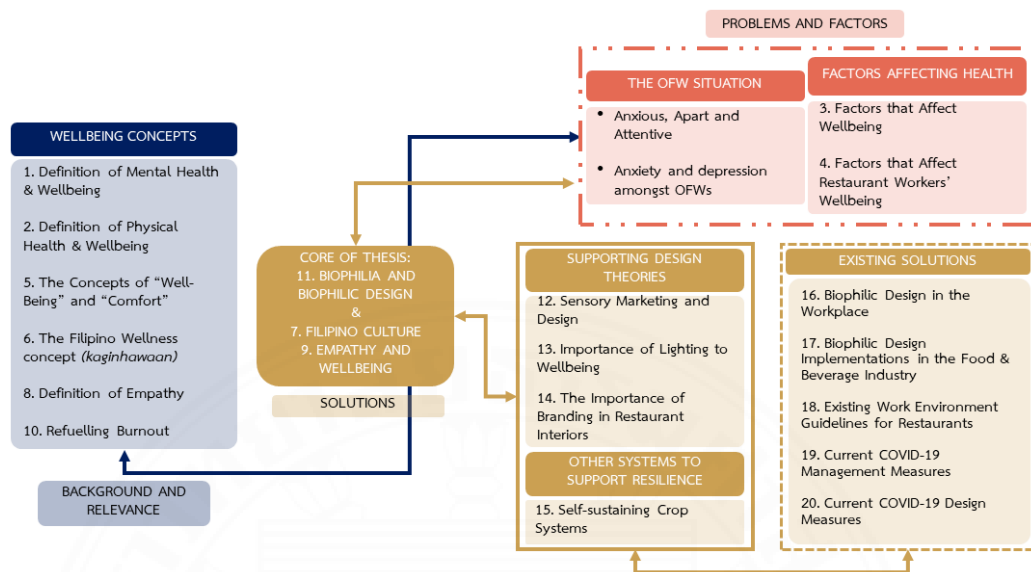 PROBLEMS AND FACTORS
THE OFW SITUATION
• Anxious, Apart and
Attentive
• Anxiety and depression
amongst OFWs
FACTORS AFFECTING HEALTH
3. Factors that Affect
Wellbeing
4. Factors that Affect
Restaurant Workers’
Wellbeing
WELLBEING CONCEPTS
1. Definition of Mental Health
& Wellbeing
2. Definition of Physical
Health & Wellbeing
5. The Concepts of “Well-
Being” and “Comfort”
6. The Filipino Wellness
concept (kaginhawaan)
8. Definition of Empathy
10. Refuelling Burnout
BACKGROUND AND
RELEVANCE
CORE OF THESIS:
11. BIOPHILIA AND
BIOPHILIC DESIGN
&
7. FILIPINO CULTURE
9. EMPATHY AND
WELLBEING
SOLUTIONS
SUPPORTING DESIGN
THEORIES
12. Sensory Marketing and
Design
13. Importance of Lighting to
Wellbeing
14. The Importance of
Branding in Restaurant
Interiors
OTHER SYSTEMS TO
SUPPORT RESILIENCE
15. Self-sustaining Crop
Systems
EXISTING SOLUTIONS
16. Biophilic Design in the
Workplace
17. Biophilic Design
Implementations in the Food &
Beverage Industry
18. Existing Work Environment
Guidelines for Restaurants
19. Current COVID-19
Management Measures
20. Current COVID-19 Design
Measures